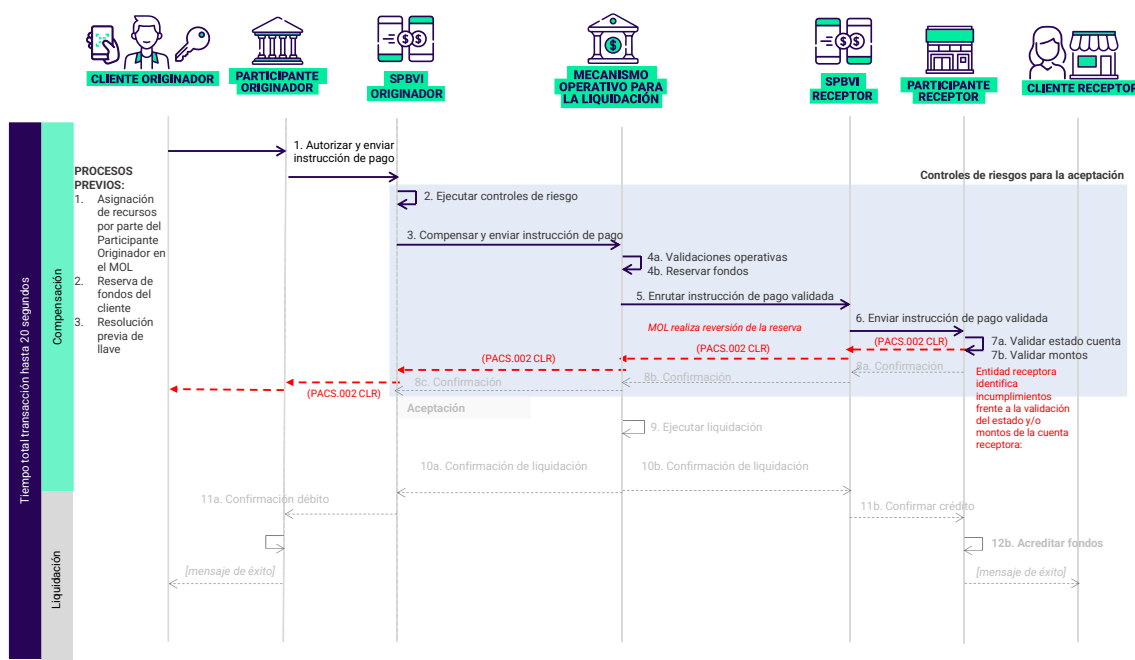 CLIENTE ORIGINADOR
PARTICIPANTE
ORIGINADOR
SPBVI
ORIGINADOR
MECANISMO
OPERATIVO PARA
LA LIQUIDACIÓN
SPBVI
RECEPTOR
PARTICIPANTE
RECEPTOR
CLIENTE RECEPTOR
Tiempo total transacción hasta 20 segundos
Compensación
Liquidación
PROCESOS
PREVIOS:
1. Asignación
de recursos
por parte del
Participante
Originador en
el MOL
2. Reserva de
fondos del
cliente
3. Resolución
previa de
llave
1. Autorizar y enviar
instrucción de pago
Controles de riesgos para la aceptación
2. Ejecutar controles de riesgo
3. Compensar y enviar instrucción de pago
4a. Validaciones operativas
4b. Reservar fondos
5. Enrutar instrucción de pago validada
6. Enviar instrucción de pago validada
MOL realiza reversión de la reserva
7a. Validar estado cuenta
7b. Validar montos
(PACS.002 CLR)
(PACS.002 CLR)
(PACS.002 CLR)
(PACS.002 CLR)
8a. Confirmación
8b. Confirmación
8c. Confirmación
Entidad receptora
identifica
incumplimientos
frente a la validación
del estado y/o
montos de la cuenta
receptora:
Aceptación
9. Ejecutar liquidación
10a. Confirmación de liquidación
10b. Confirmación de liquidación
11a. Confirmación débito
11b. Confirmar crédito
12b. Acreditar fondos
[mensaje de éxito]
[mensaje de éxito]